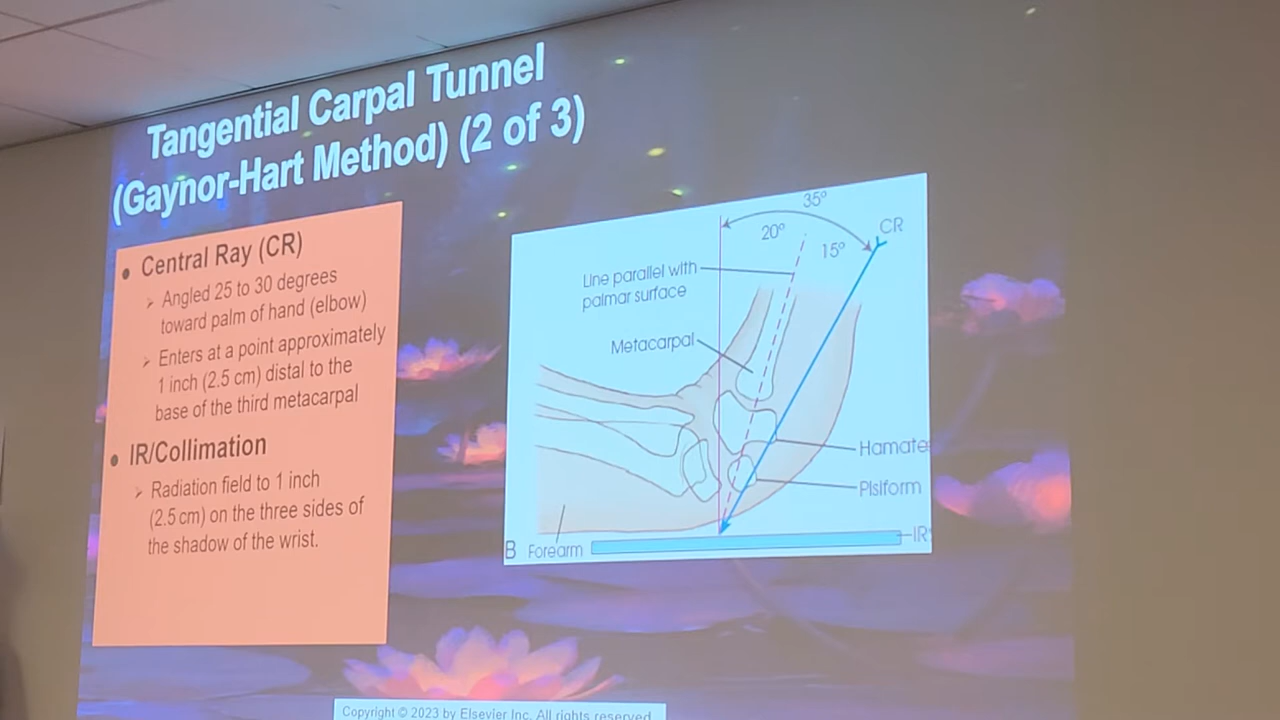 Tangential Carpal Tunnel
(Gaynor-Hart Method) (2 of 3)
• Central Ray (CR)
➢ Angled 25 to 30 degrees
toward palm of hand (elbow)
➢ Enters at a point approximately
1 inch (2.5 cm) distal to the
base of the third metacarpal
• IR/Collimation
➢ Radiation field to 1 inch
(2.5 cm) on the three sides of
the shadow of the wrist.
35°
20°
15°
CR
Line parallel with
palmar surface
Metacarpal
Hamate
Pisiform
IR
B Forearm
Copyright © 2023 by Elsevier Inc. All rights reserved.